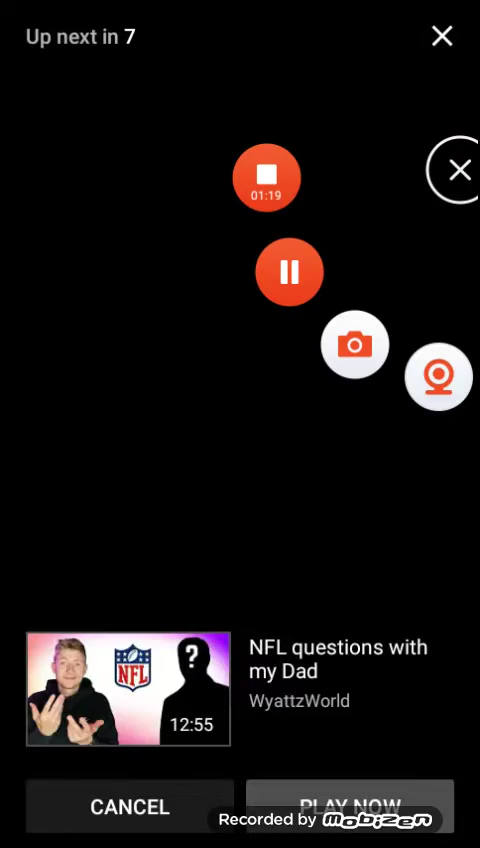 Up next in 7
01:19
?
NFL
12:55
NFL questions with
my Dad
WyattzWorld
CANCEL
PLAY NOW
Recorded by mobizen